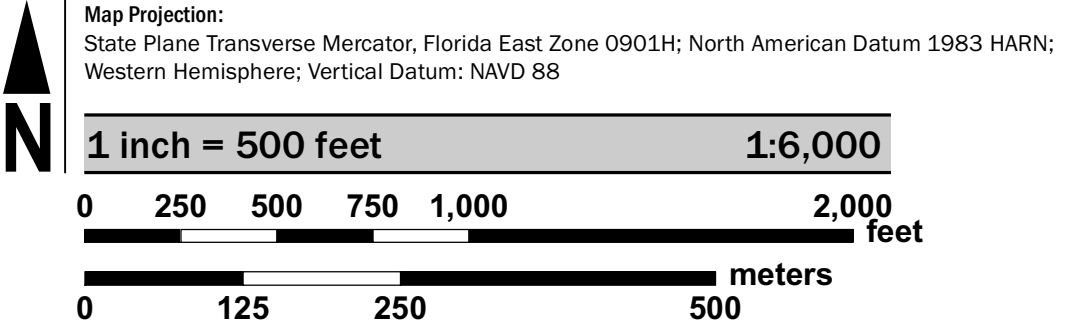 Map Projection:
State Plane Transverse Mercator, Florida East Zone 0901H; North American Datum 1983 HARN;
Western Hemisphere; Vertical Datum: NAVD 88
N
1 inch = 500 feet 1:6,000
0 250 500 750 1,000 2,000
feet
meters
0 125 250 500